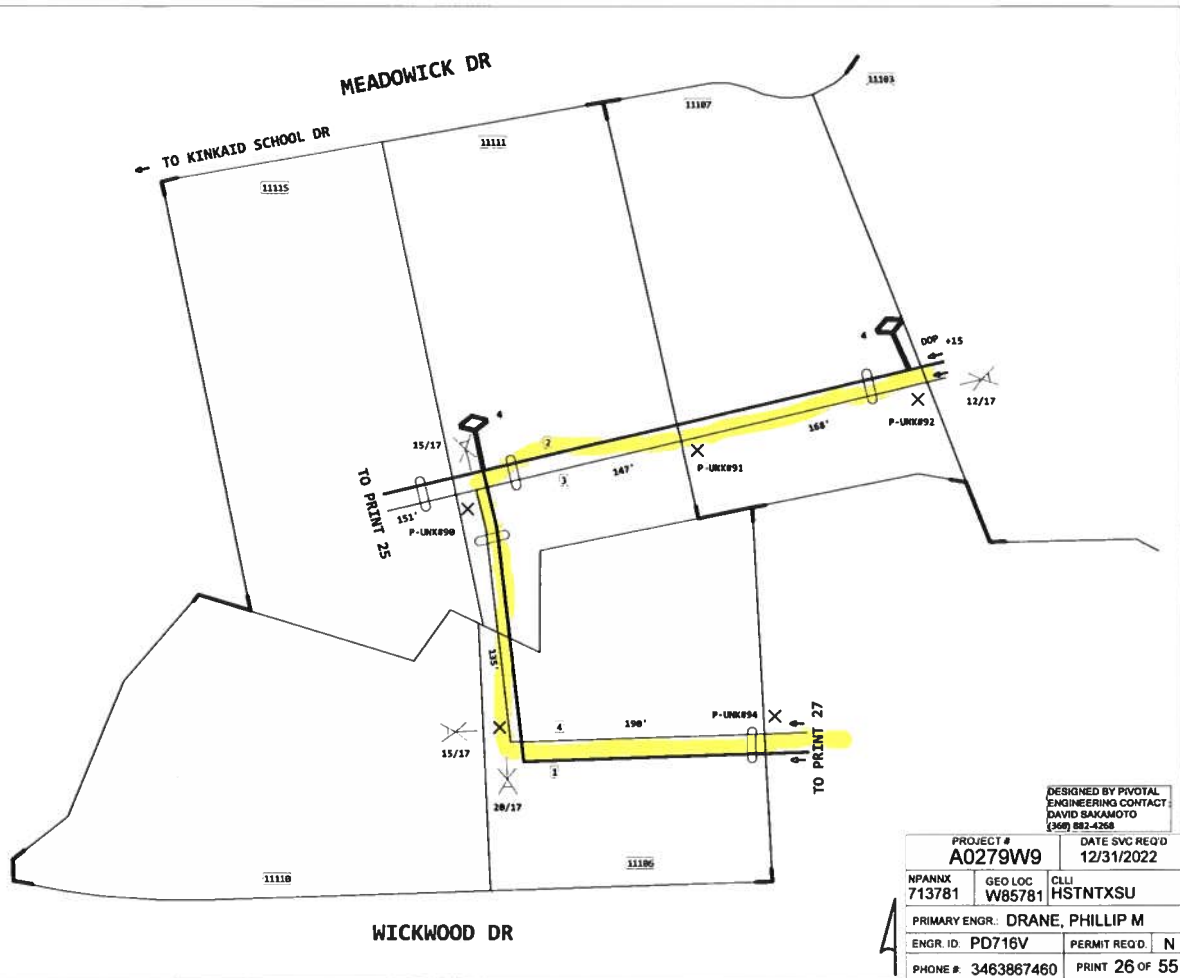 MEADOWICK DR
11103
11107
TO KINKAID SCHOOL DR
11111
11115
4
DOP +15
12/17
P-UNK#92
4
15/17
2
168'
P-UNK#91
147'
3
TO PRINT 25
151'
P-UNK#90
135'
P-UNK#94
190'
4
TO PRINT 27
15/17
1
20/17
DESIGNED BY PIVOTAL
ENGINEERING CONTACT:
DAVID SAKAMOTO
(360) 882-4268
PROJECT # DATE SVC REQ'D
A0279W9 12/31/2022
NPANNX GEO LOC CLLI
713781 W85781 HSTNTXSU
PRIMARY ENGR.: DRANE, PHILLIP M
ENGR. ID: PD716V PERMIT REQ'D. N
PHONE #: 3463867460 PRINT 26 OF 55
11110
11106
WICKWOOD DR